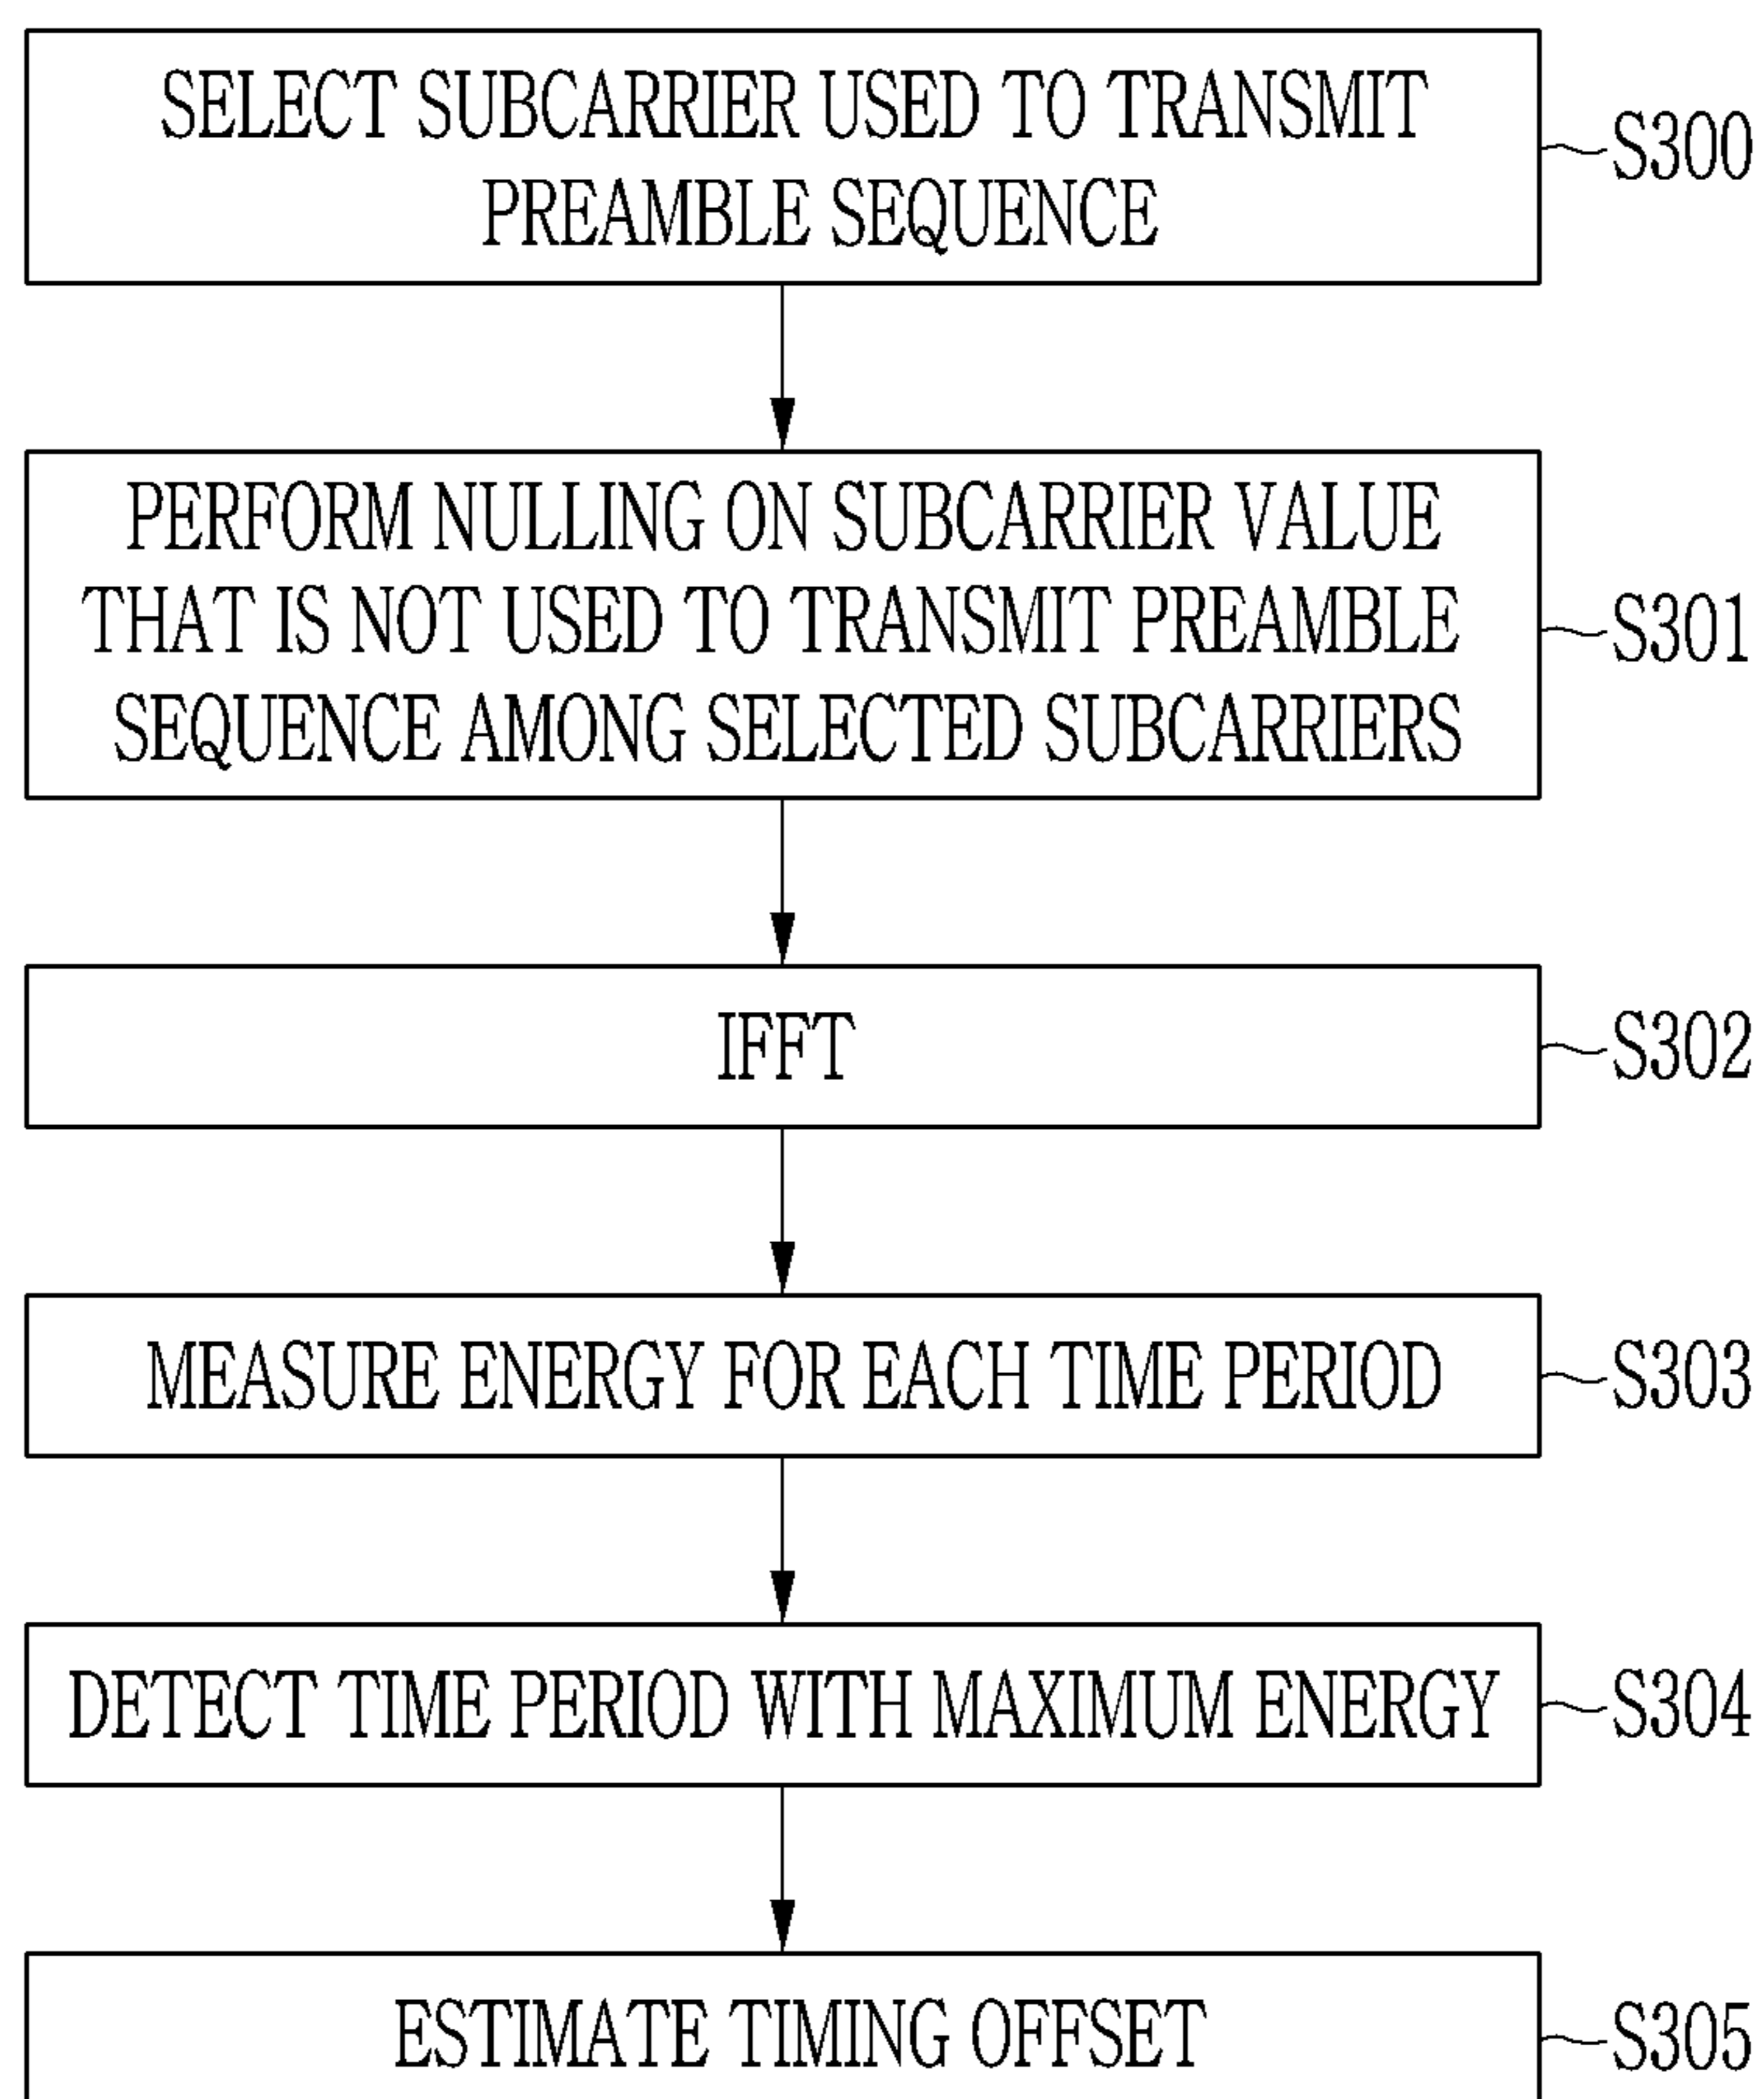 SELECT SUBCARRIER USED TO TRANSMIT
PREAMBLE SEQUENCE
S300
PERFORM NULLING ON SUBCARRIER VALUE
THAT IS NOT USED TO TRANSMIT PREAMBLE
SEQUENCE AMONG SELECTED SUBCARRIERS
S301
IFFT
S302
MEASURE ENERGY FOR EACH TIME PERIOD
S303
DETECT TIME PERIOD WITH MAXIMUM ENERGY
S304
ESTIMATE TIMING OFFSET
S305